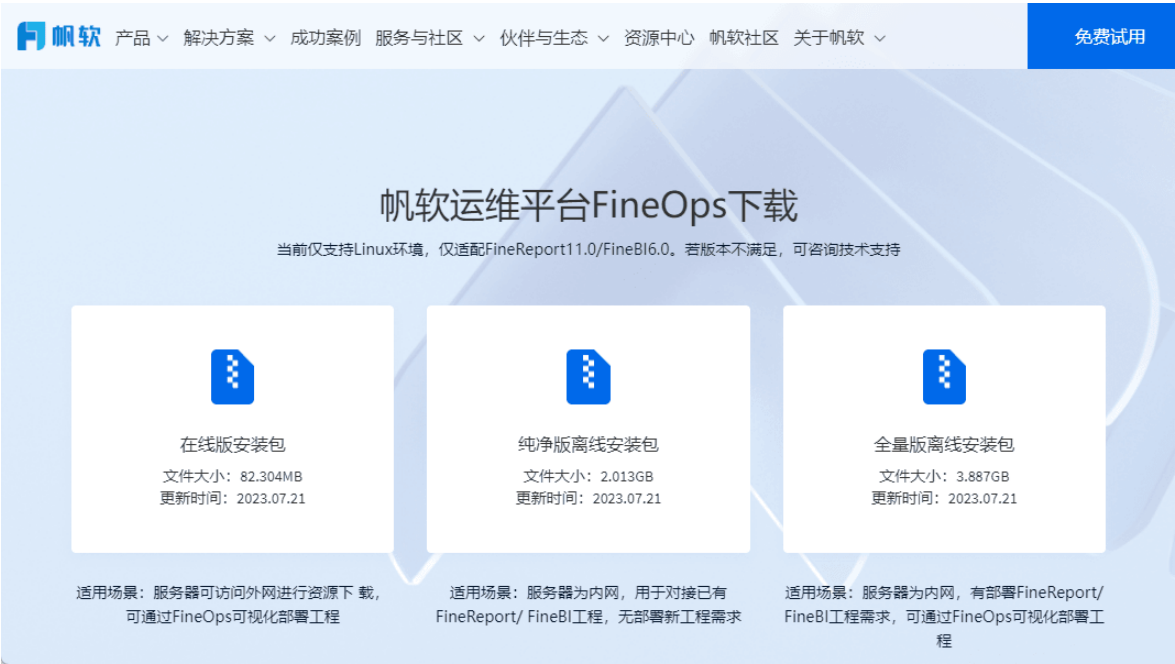 帆软 产品 解决方案 成功案例 服务与社区 伙伴与生态 资源中心 帆软社区 关于帆软 免费试用
帆软运维平台FineOps下载
当前仅支持Linux环境，仅适配FineReport11.0/FineBI6.0。若版本不满足，可咨询技术支持
在线版安装包
文件大小：82.304MB
更新时间：2023.07.21
适用场景：服务器可访问外网进行资源下 载，
可通过FineOps可视化部署工程
纯净版离线安装包
文件大小：2.013GB
更新时间：2023.07.21
适用场景：服务器为内网，用于对接已有
FineReport/ FineBI工程，无部署新工程需求
全量版离线安装包
文件大小：3.887GB
更新时间：2023.07.21
适用场景：服务器为内网，有部署FineReport/
FineBI工程需求，可通过FineOps可视化部署工
程